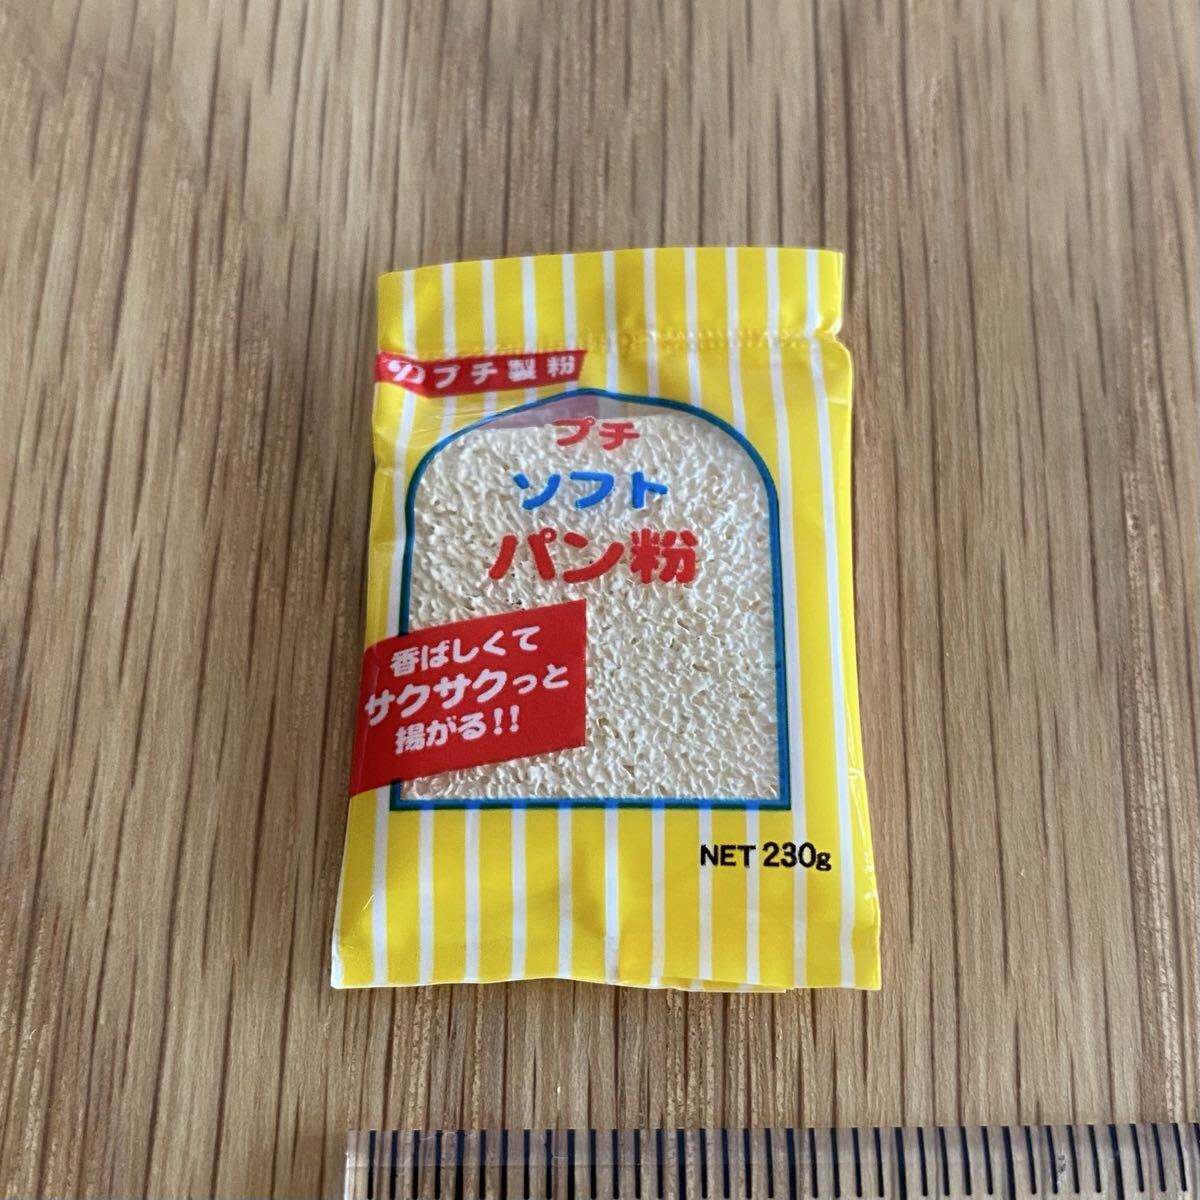 プチ製粉
プチ
ソフト
パン粉
香ばしくて
サクサクっと
揚がる!!
NET 230g